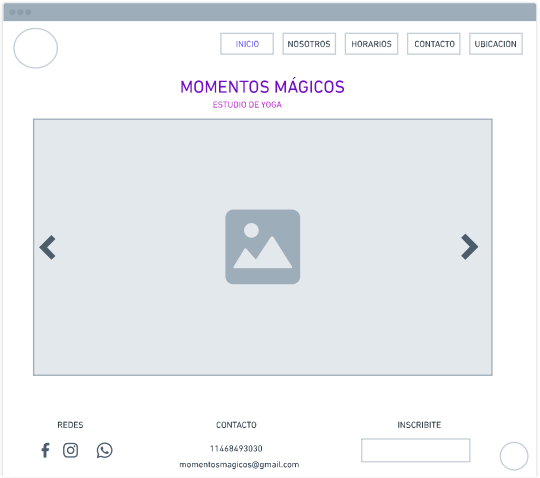 INICIO
NOSOTROS
HORARIOS
CONTACTO
UBICACION
MOMENTOS MÁGICOS
ESTUDIO DE YOGA
REDES
CONTACTO
INSCRIBITE
11468493030
momentosmagicos@gmail.com